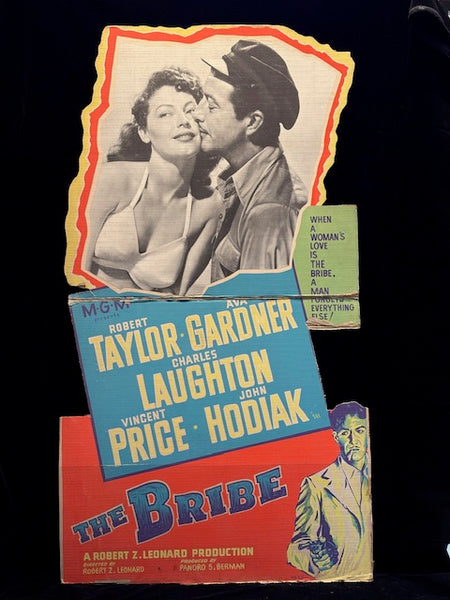 WHEN
A
WOMAN'S
LOVE
IS
THE
BRIBE,
A
MAN
FORGETS
EVERYTHING
ELSE!
M-G-M
presents
ROBERT
TAYLOR ·
AVA
GARDNER
CHARLES
LAUGHTON
VINCENT
PRICE ·
JOHN
HODIAK
THE BRIBE
A ROBERT Z. LEONARD PRODUCTION
DIRECTED BY
ROBERT Z. LEONARD
PRODUCED BY
PANDRO S. BERMAN